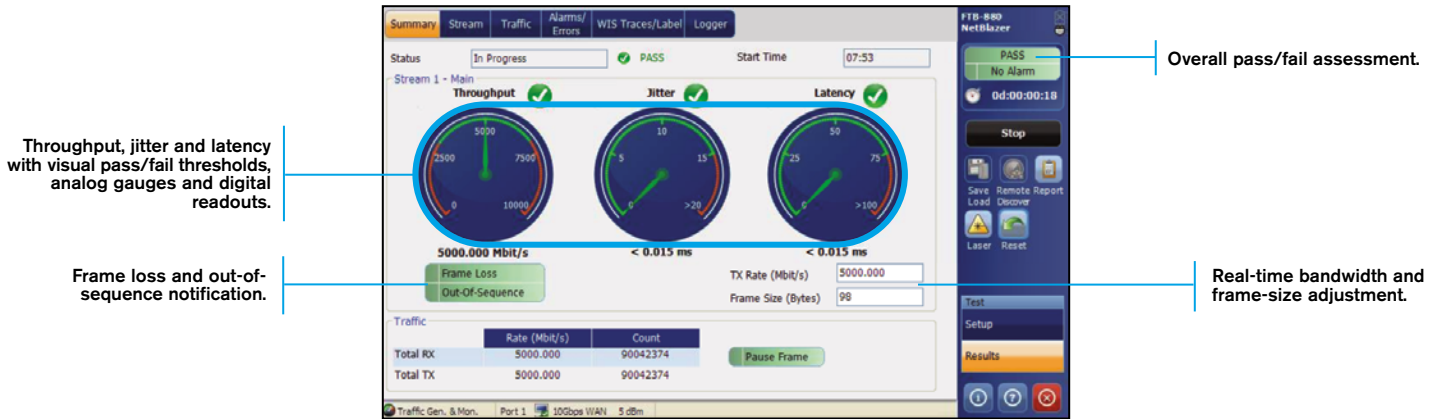 Summary Stream Traffic Alarms/ Errors WIS Traces/Label Logger
FTB-880
NetBlazer
Status In Progress PASS Start Time 07:53
PASS
No Alarm
0d:00:00:18
Overall pass/fail assessment.
Stream 1 - Main
Throughput Jitter Latency
0 2500 5000 7500 10000
0 5 10 15 >20
0 25 50 75 >100
Throughput, jitter and latency
with visual pass/fail thresholds,
analog gauges and digital
readouts.
Stop
Save Load
Remote Discover
Report
Laser Reset
5000.000 Mbit/s < 0.015 ms < 0.015 ms
Frame Loss
Out-Of-Sequence
Frame loss and out-of-
sequence notification.
TX Rate (Mbit/s) 5000.000
Frame Size (Bytes) 98
Real-time bandwidth and
frame-size adjustment.
Test
Setup
Results
Traffic
Rate (Mbit/s) Count
Total RX 5000.000 90042374
Total TX 5000.000 90042374
Pause Frame
Traffic Gen. & Mon. Port 1 10Gbps WAN 5 dBm